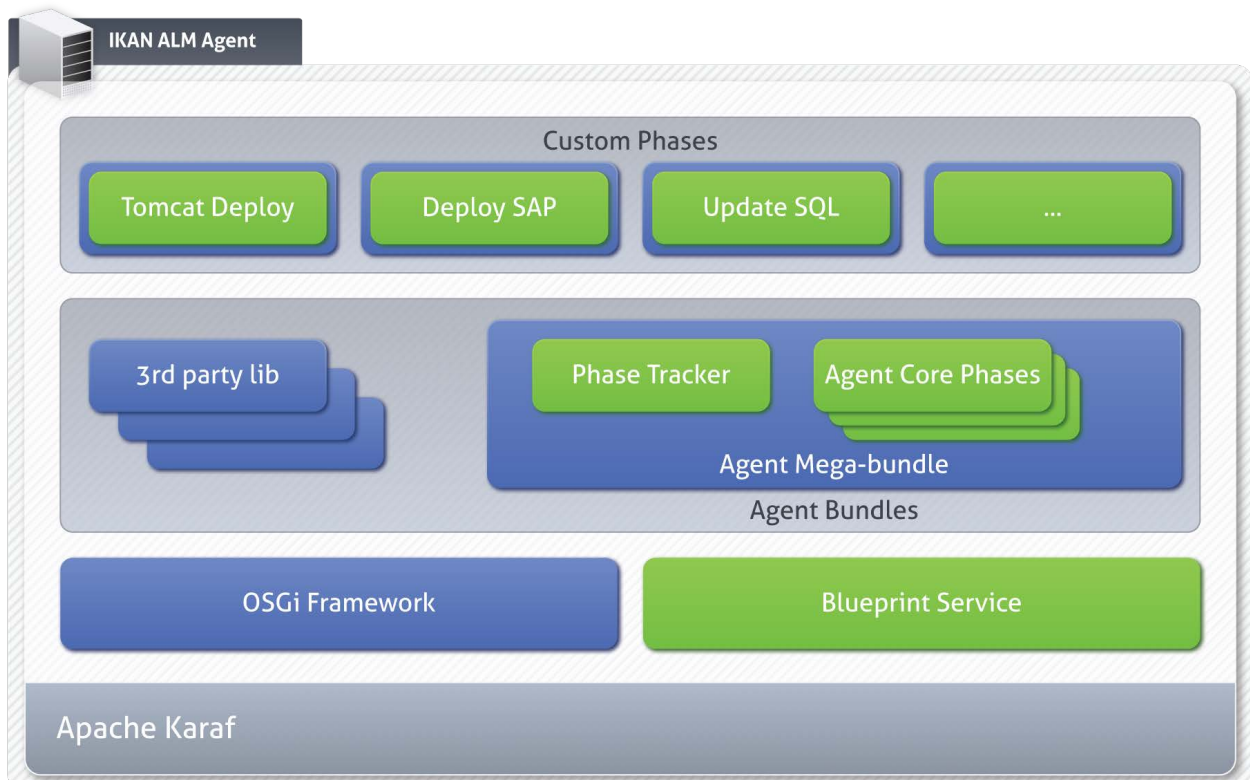 IKAN ALM Agent
Custom Phases
Tomcat Deploy
Deploy SAP
Update SQL
...
3rd party lib
Phase Tracker
Agent Core Phases
Agent Mega-bundle
Agent Bundles
OSGi Framework
Blueprint Service
Apache Karaf